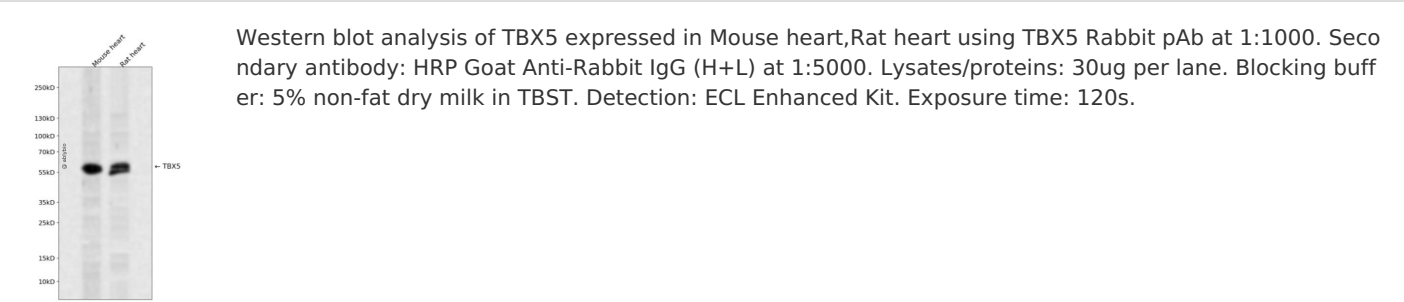 Mouse heart
Rat heart
Western blot analysis of TBX5 expressed in Mouse heart,Rat heart using TBX5 Rabbit pAb at 1:1000. Seco
ndary antibody: HRP Goat Anti-Rabbit IgG (H+L) at 1:5000. Lysates/proteins: 30ug per lane. Blocking buff
er: 5% non-fat dry milk in TBST. Detection: ECL Enhanced Kit. Exposure time: 120s.
250kD
130kD
100kD
70kD
← TBX5
55kD
35kD
25kD
15kD
10kD